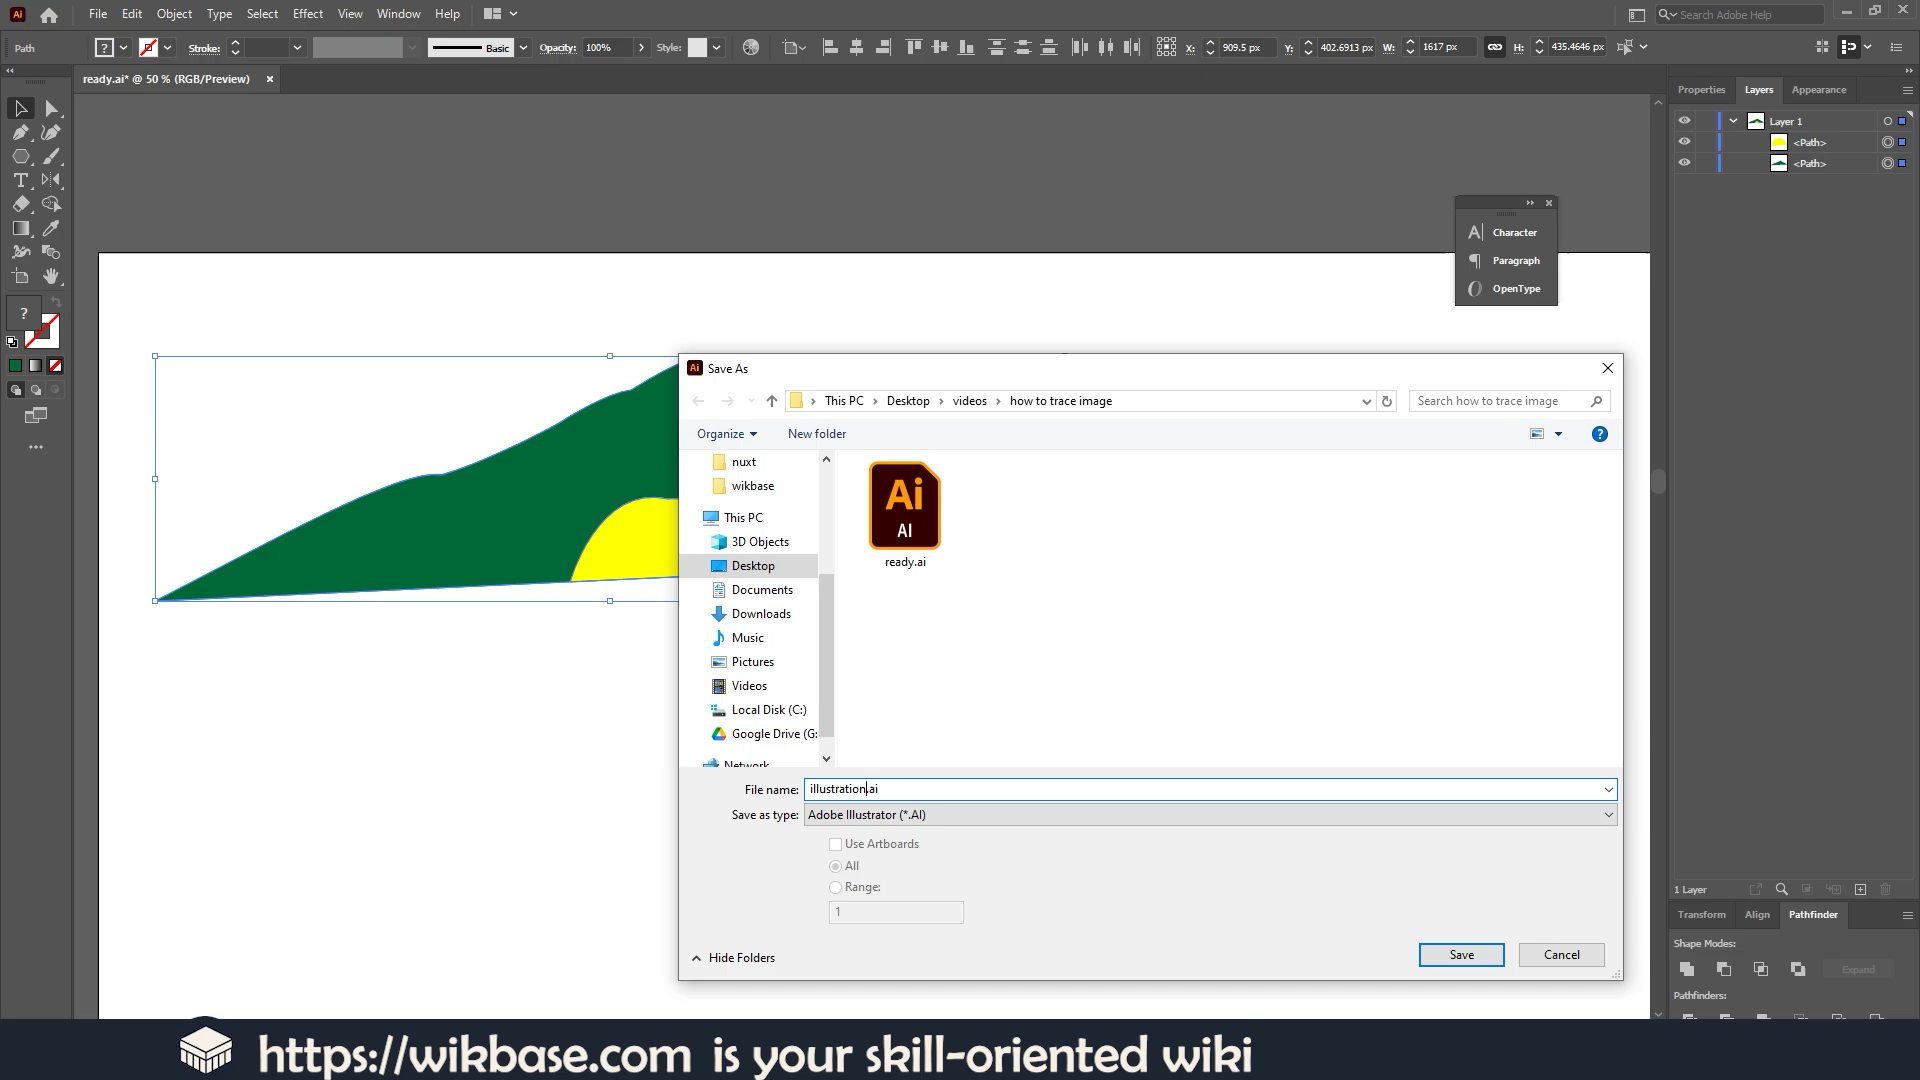 Ai File Edit Object Type Select Effect View Window Help Search Adobe Help
Path ? Stroke: Basic Opacity: 100% Style: X: 909.5 px Y: 402.6913 px W: 1617 px H: 435.4646 px
ready.ai* @ 50 % (RGB/Preview)
Properties Layers Appearance
Layer 1
<Path>
<Path>
Character
Paragraph
OpenType
?
Ai Save As
This PC Desktop videos how to trace image Search how to trace image
Organize New folder
nuxt
wikbase
This PC
3D Objects
Desktop
Documents
Downloads
Music
Pictures
Videos
Local Disk (C:)
Google Drive (G:
Network
Ai
AI
ready.ai
File name: illustration.ai
Save as type: Adobe Illustrator (*.AI)
Use Artboards
All
Range:
1
Hide Folders Save Cancel
1 Layer
Transform Align Pathfinder
Shape Modes:
Expand
Pathfinders:
https://wikbase.com is your skill-oriented wiki